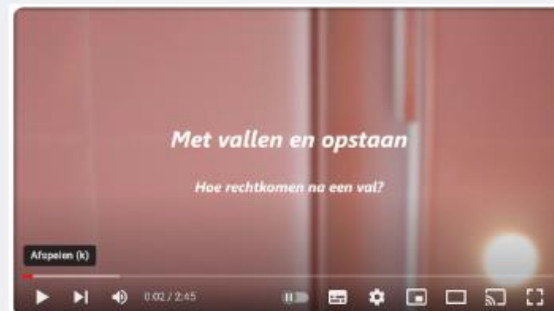 Met vallen en opstaan
Hoe rechtkomen na een val?
Afspelen (k)
0:02 / 2:45